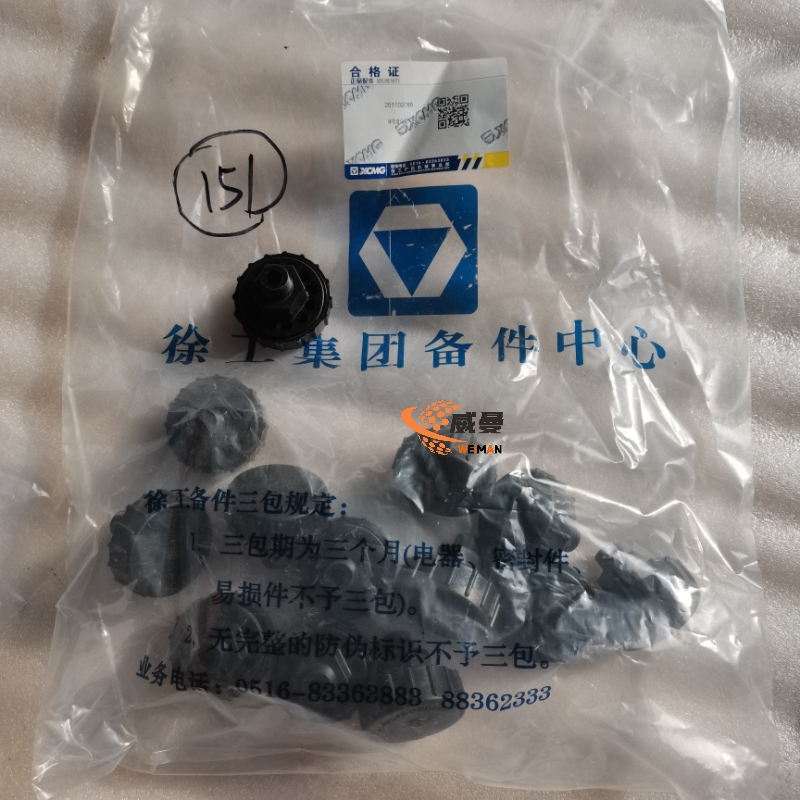 合格证
XCMG
151
徐工集团备件中心
威曼
WEMAN
徐工备件三包规定：
1、三包期为三个月(电器、密封件、
易损件不予三包)。
2、无完整的防伪标识不予三包。
业务电话：0516-83362883 88362333